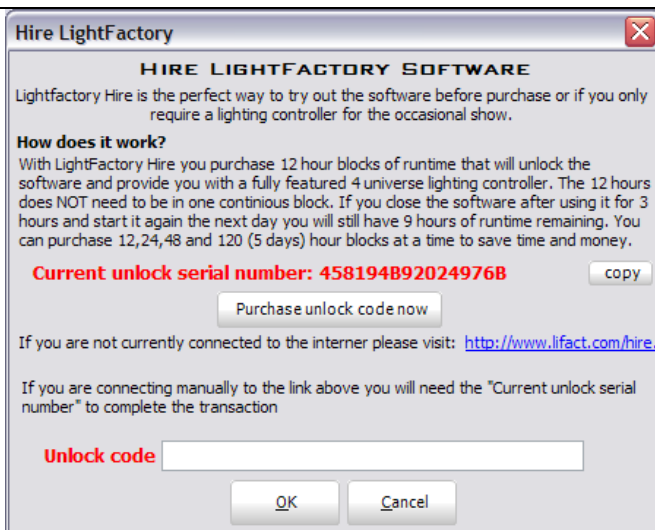 Hire LightFactory
HIRE LIGHTFACTORY SOFTWARE
Lightfactory Hire is the perfect way to try out the software before purchase or if you only
require a lighting controller for the occasional show.
How does it work?
With LightFactory Hire you purchase 12 hour blocks of runtime that will unlock the
software and provide you with a fully featured 4 universe lighting controller. The 12 hours
does NOT need to be in one continious block. If you close the software after using it for 3
hours and start it again the next day you will still have 9 hours of runtime remaining. You
can purchase 12,24,48 and 120 (5 days) hour blocks at a time to save time and money.
Current unlock serial number: 458194B92024976B copy
Purchase unlock code now
If you are not currently connected to the interner please visit: http://www.lifact.com/hire.
If you are connecting manually to the link above you will need the "Current unlock serial
number" to complete the transaction
Unlock code
OK Cancel